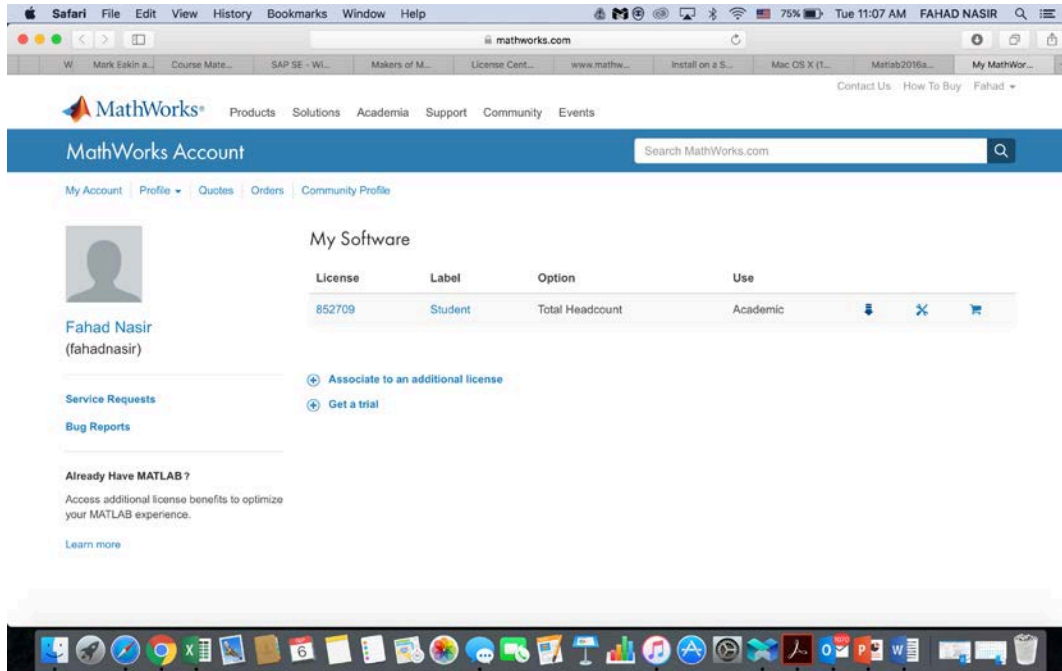 Safari File Edit View History Bookmarks Window Help 75% Tue 11:07 AM FAHAD NASIR
mathworks.com
W Mark Eakin a... Course Mate... SAP SE - Wi... Makers of M... License Cent... www.mathw... Install on a S... Mac OS X (1... Matlab2016a... My MathWor...
Contact Us How To Buy Fahad
MathWorks® Products Solutions Academia Support Community Events
MathWorks Account Search MathWorks.com
My Account Profile Quotes Orders Community Profile
My Software
License Label Option Use
852709 Student Total Headcount Academic
Fahad Nasir
(fahadnasir)
Associate to an additional license
Service Requests
Get a trial
Bug Reports
Already Have MATLAB?
Access additional license benefits to optimize
your MATLAB experience.
Learn more
6